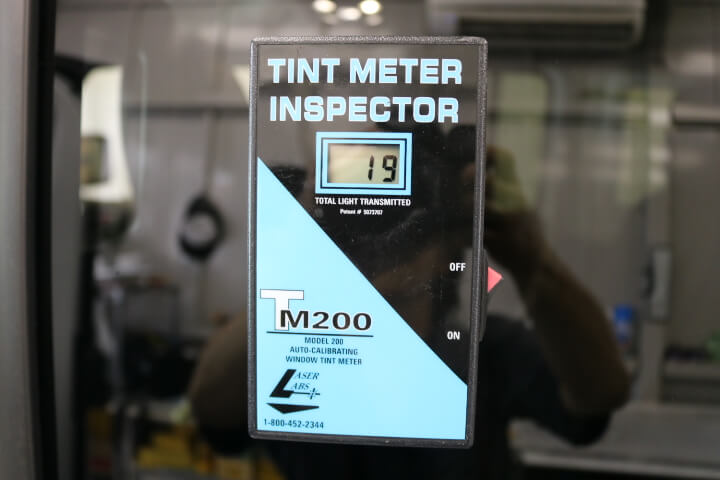 TINT METER
INSPECTOR
19
TOTAL LIGHT TRANSMITTED
Patent # 5073707
OFF
ON
TM200
MODEL 200
AUTO-CALIBRATING
WINDOW TINT METER
LASER
LABS
1-800-452-2344